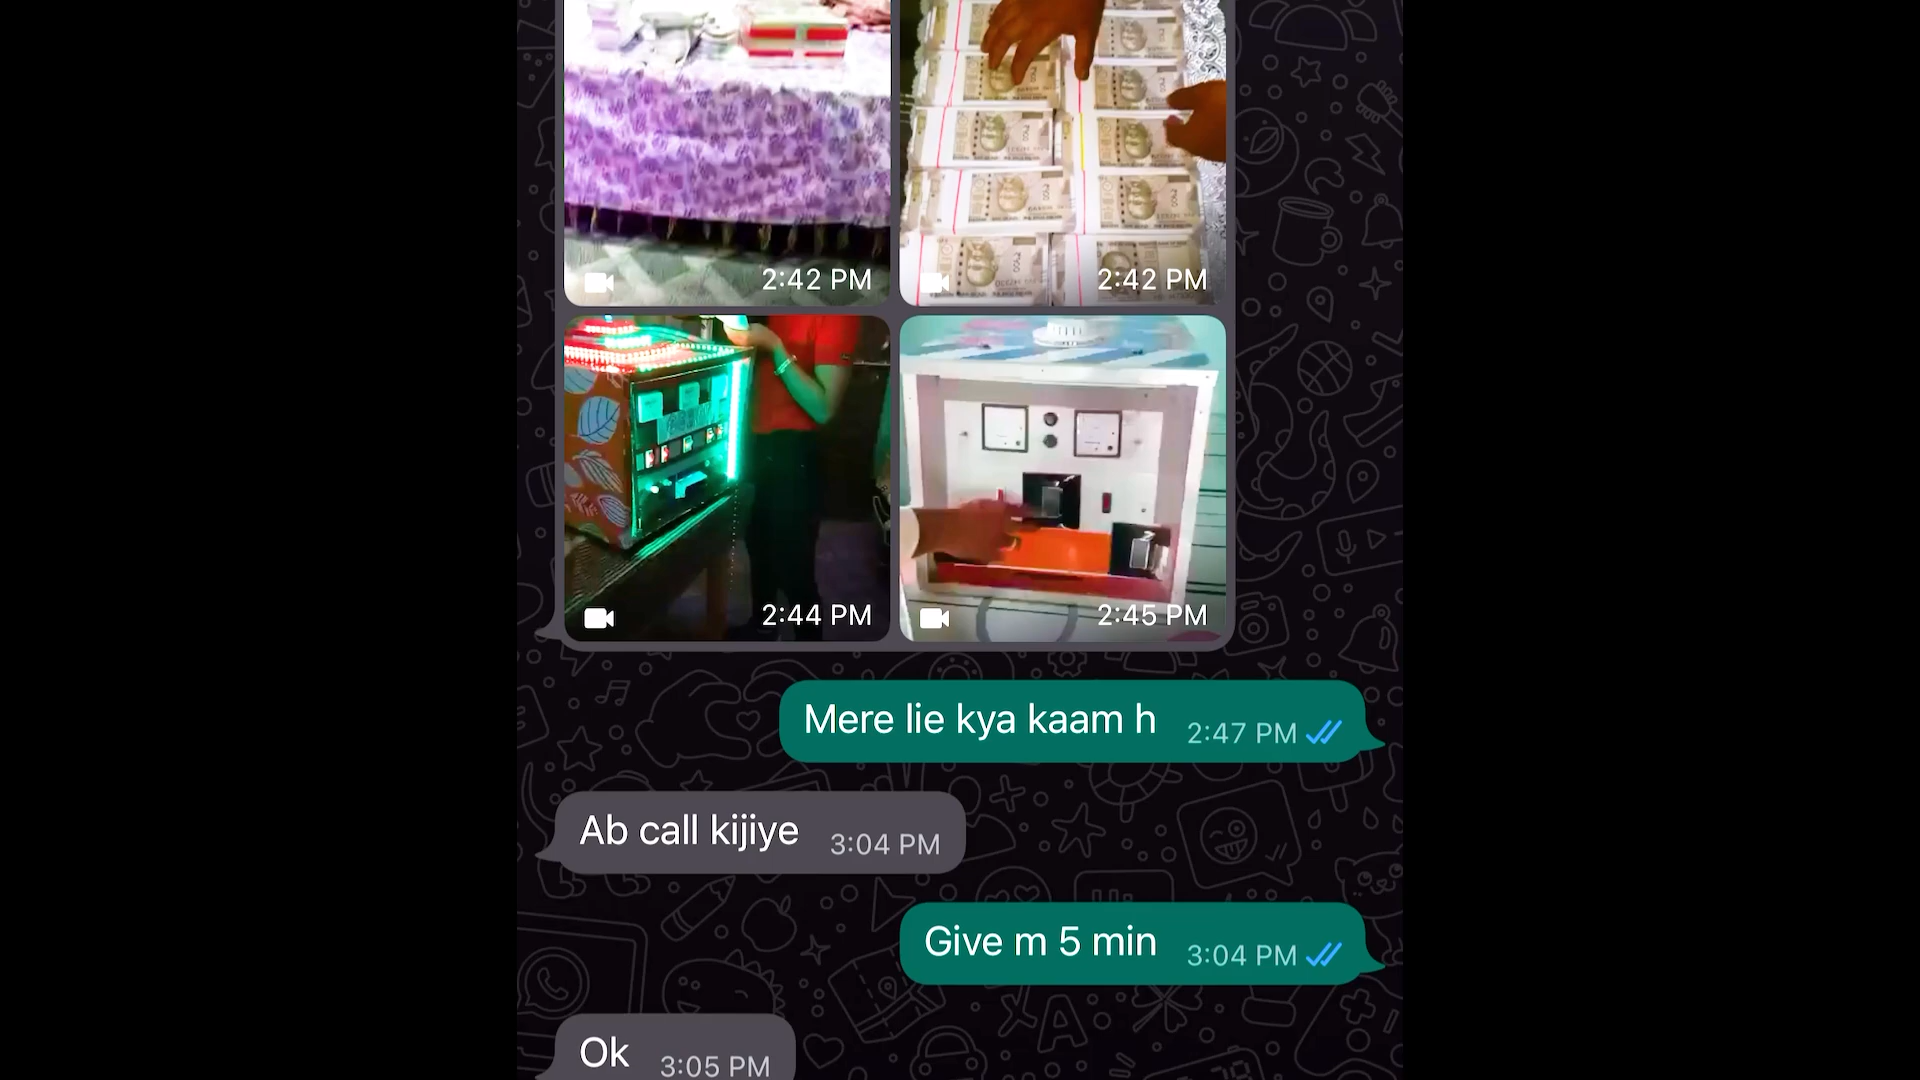 2:42 PM
2:42 PM
2:44 PM
2:45 PM
Mere lie kya kaam h 2:47 PM
Ab call kijiye 3:04 PM
Give m 5 min 3:04 PM
Ok 3:05 PM